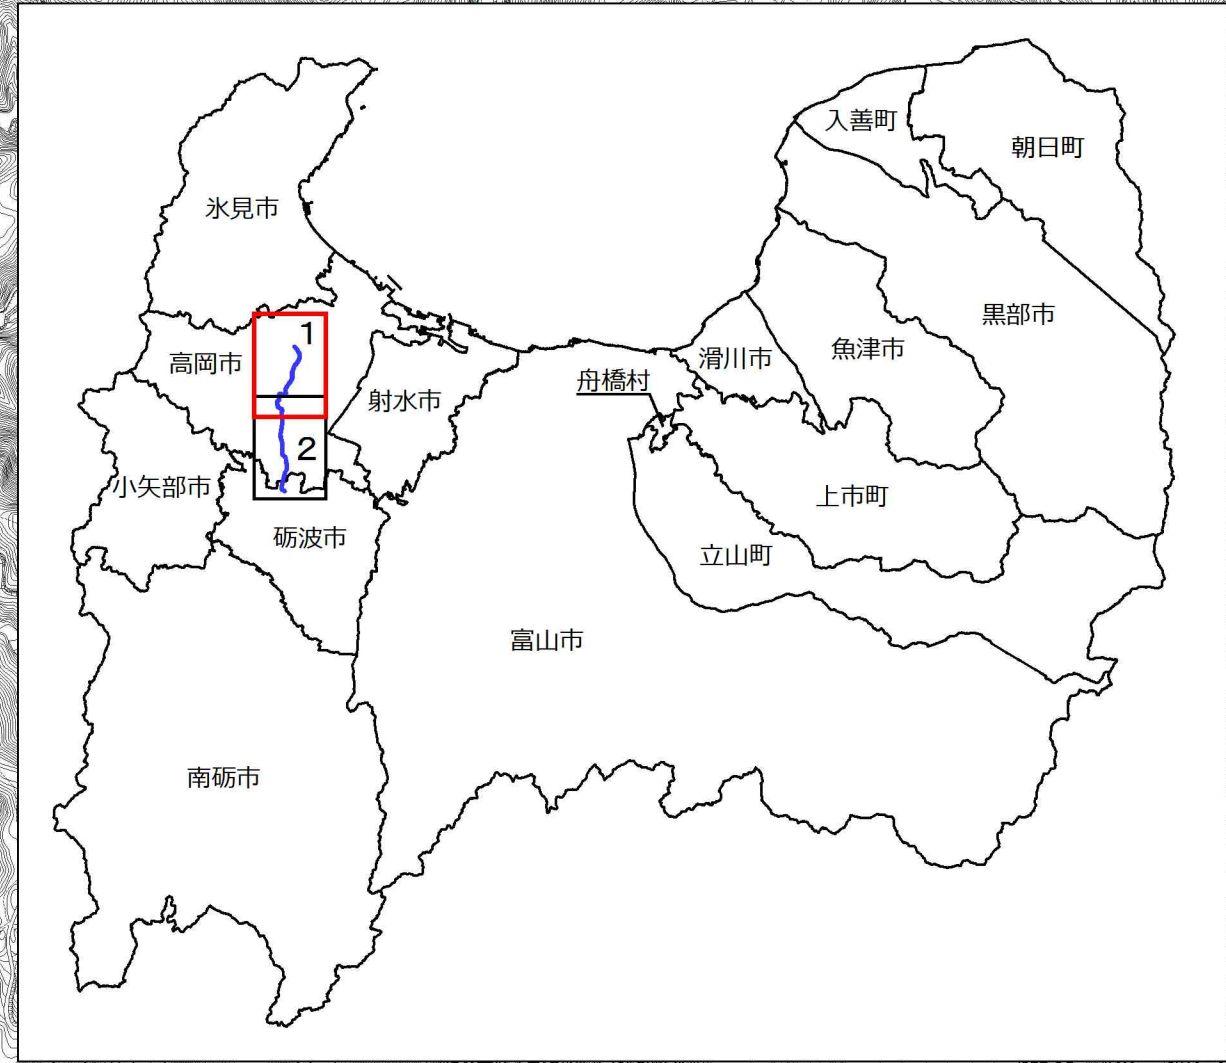 入善町
朝日町
氷見市
黒部市
1
高岡市
魚津市
滑川市
舟橋村
射水市
2
小矢部市
上市町
砺波市
立山町
富山市
南砺市